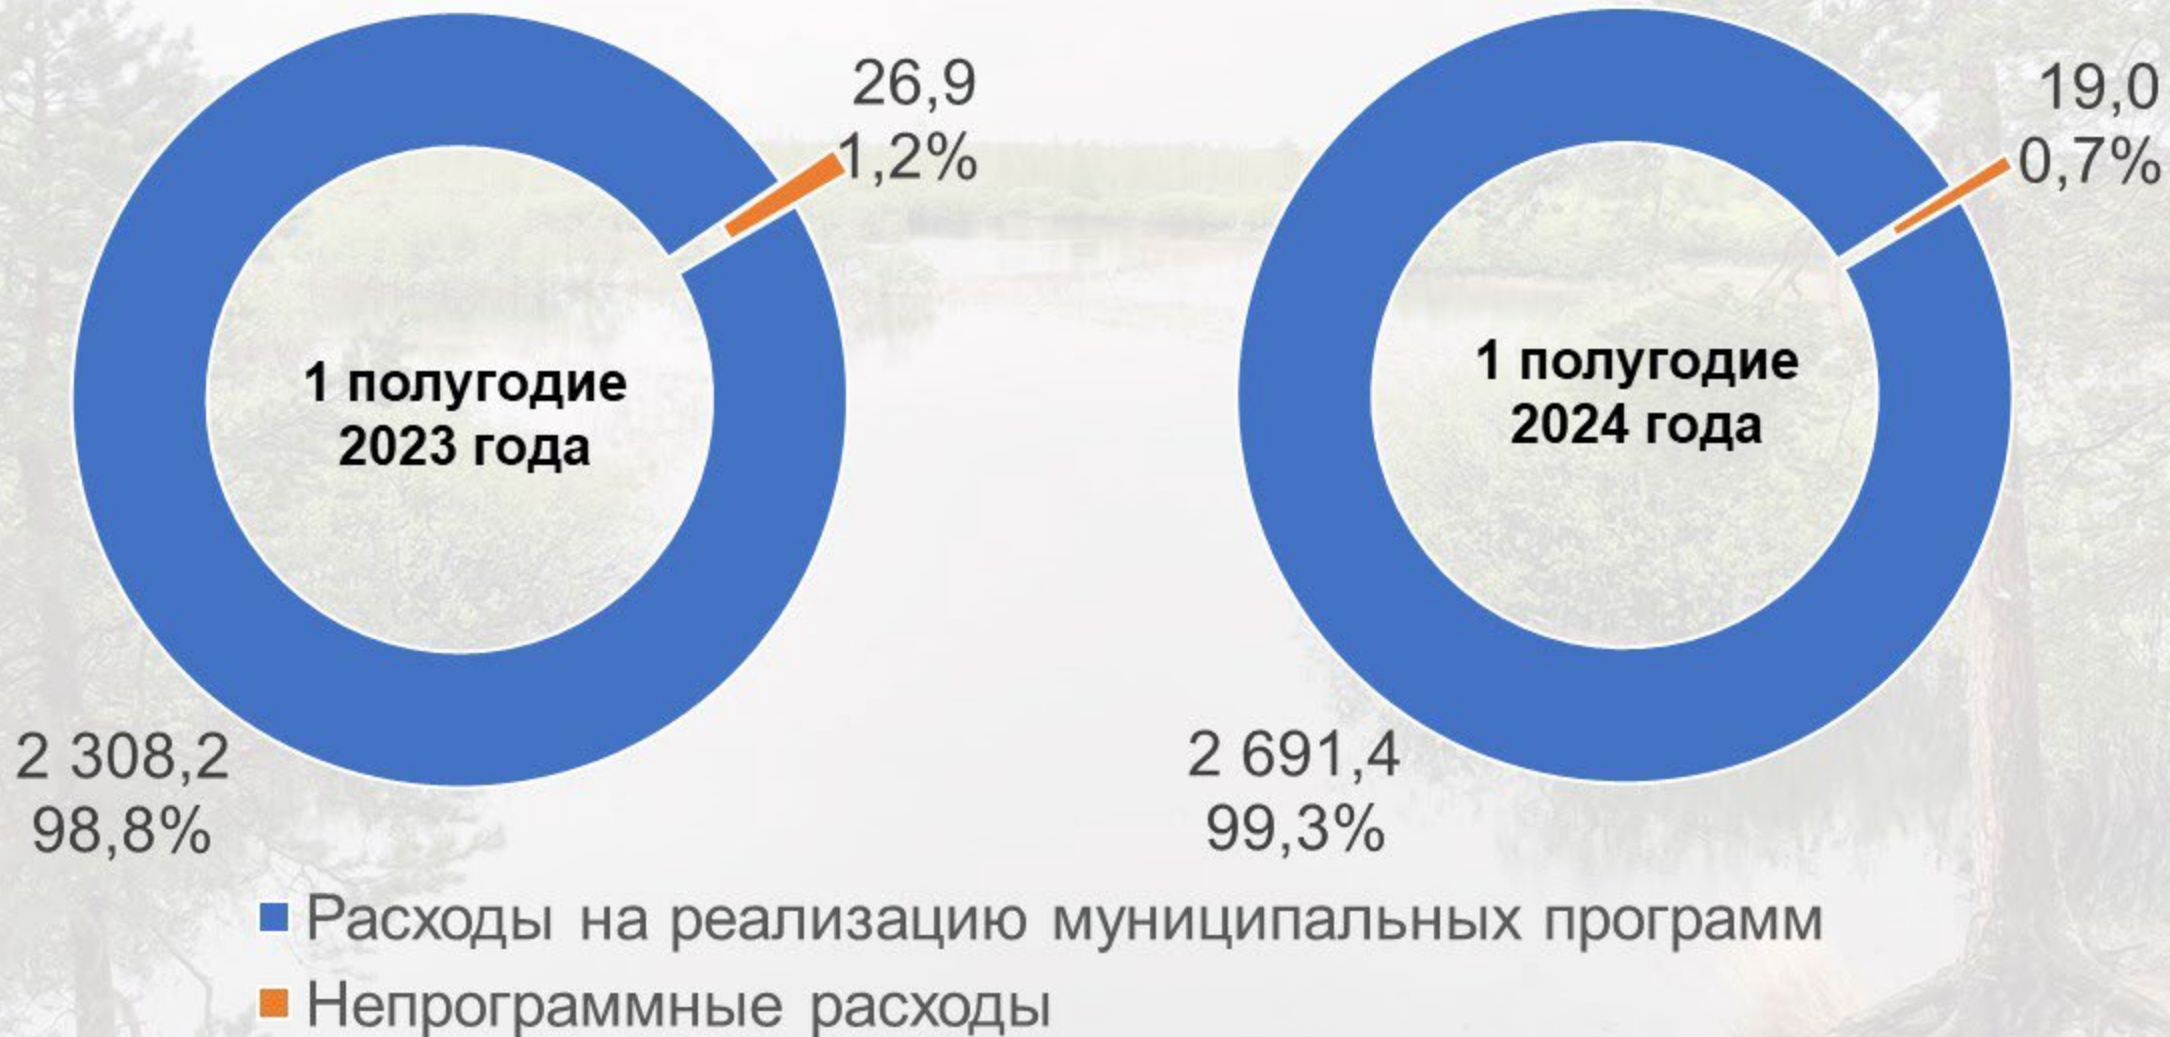 26,9
1,2%
1 полугодие
2023 года
2 308,2
98,8%
19,0
0,7%
1 полугодие
2024 года
2 691,4
99,3%
Расходы на реализацию муниципальных программ
Непрограммные расходы